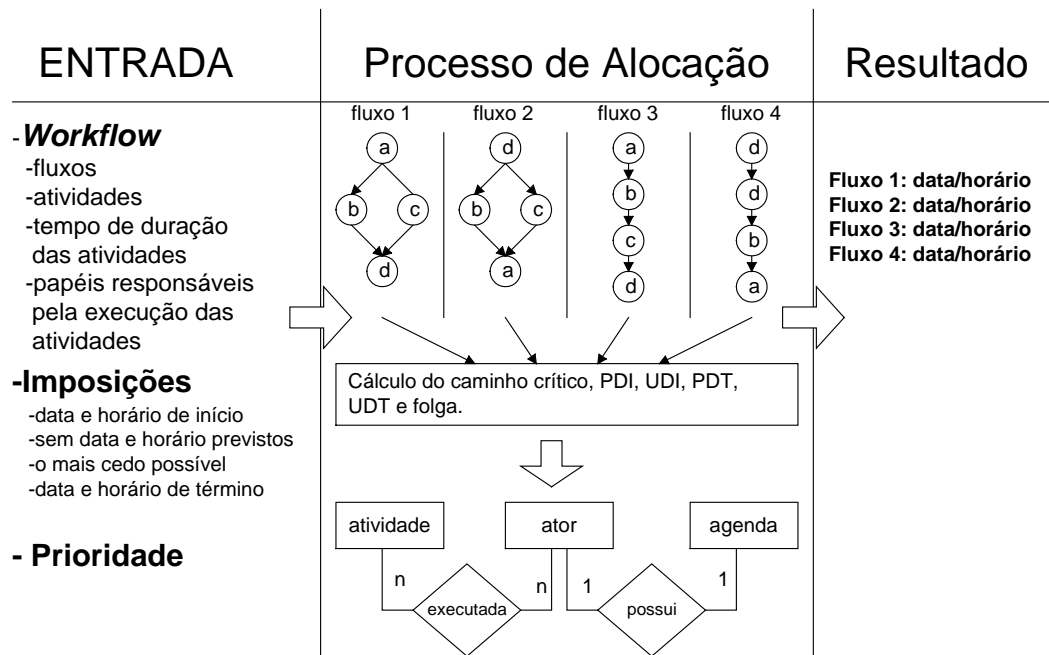 ENTRADA
-Workflow
-fluxos
-atividades
-tempo de duração
das atividades
-papéis responsáveis
pela execução das
atividades
-Imposições
-data e horário de início
-sem data e horário previstos
-o mais cedo possível
-data e horário de término
- Prioridade
Processo de Alocação
fluxo 1
a
b c
d
fluxo 2
d
b c
a
fluxo 3
a
b
c
d
fluxo 4
d
d
b
a
Cálculo do caminho crítico, PDI, UDI, PDT,
UDT e folga.
atividade ator agenda
n n 1 1
executada possui
Resultado
Fluxo 1: data/horário
Fluxo 2: data/horário
Fluxo 3: data/horário
Fluxo 4: data/horário